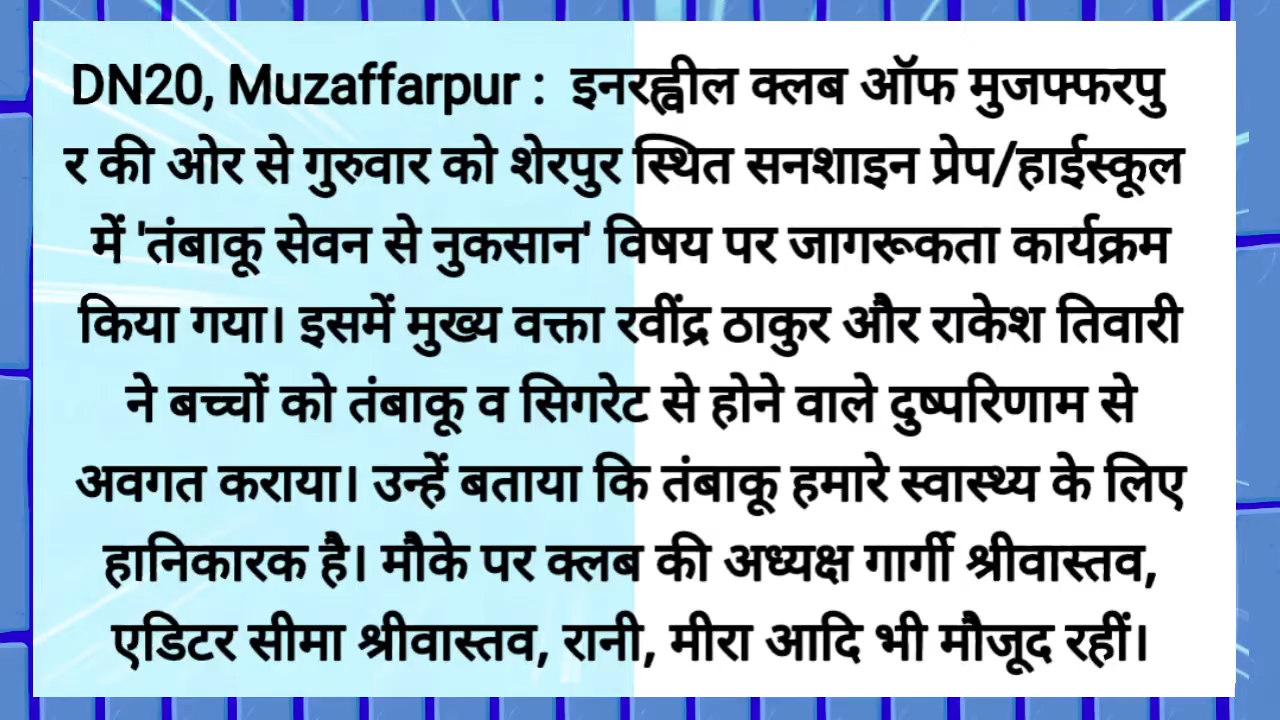 DN20, Muzaffarpur : इनरह्वील क्लब ऑफ मुजफ्फरपु
र की ओर से गुरुवार को शेरपुर स्थित सनशाइन प्रेप/हाईस्कूल
में 'तंबाकू सेवन से नुकसान' विषय पर जागरूकता कार्यक्रम
किया गया। इसमें मुख्य वक्ता रवींद्र ठाकुर और राकेश तिवारी
ने बच्चों को तंबाकू व सिगरेट से होने वाले दुष्परिणाम से
अवगत कराया। उन्हें बताया कि तंबाकू हमारे स्वास्थ्य के लिए
हानिकारक है। मौके पर क्लब की अध्यक्ष गार्गी श्रीवास्तव,
एडिटर सीमा श्रीवास्तव, रानी, मीरा आदि भी मौजूद रहीं।